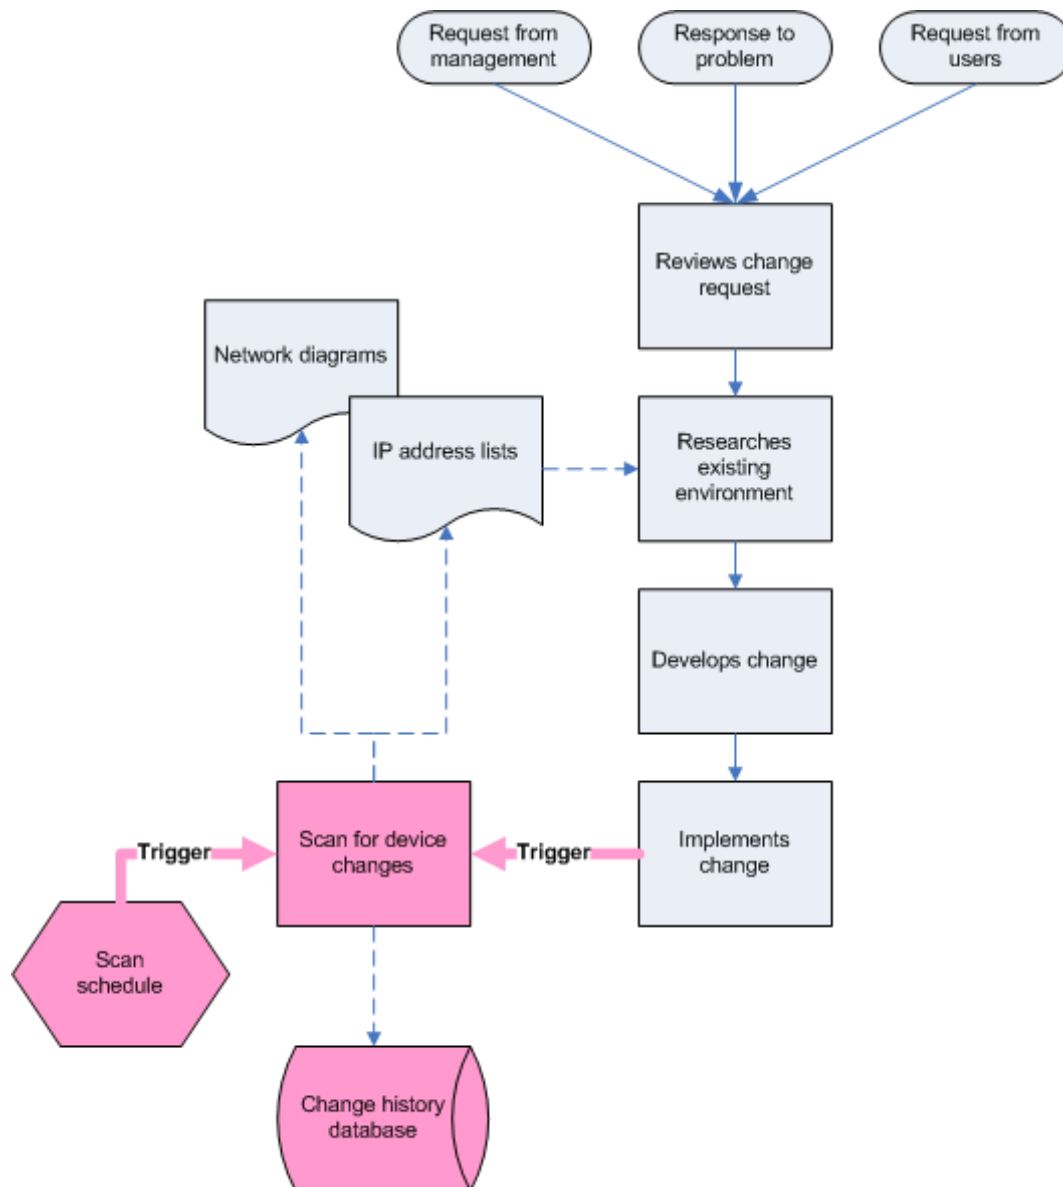 Request from
management
Response to
problem
Request from
users
Reviews change
request
Network diagrams
IP address lists
Researches
existing
environment
Develops change
Scan for device
changes
Implements
change
Trigger
Trigger
Scan
schedule
Change history
database